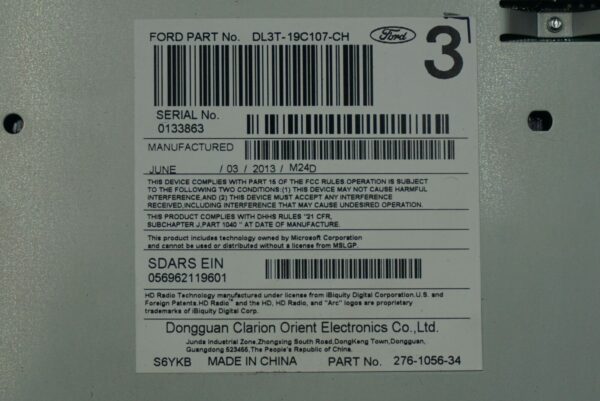 FORD PART No. DL3T-19C107-CH Ford 3
SERIAL No.
0133863
MANUFACTURED
JUNE / 03 / 2013 / M24D
THIS DEVICE COMPLIES WITH PART 15 OF THE FCC RULES.OPERATION IS SUBJECT
TO THE FOLLOWING TWO CONDITIONS:(1) THIS DEVICE MAY NOT CAUSE HARMFUL
INTERFERENCE,AND (2) THIS DEVICE MUST ACCEPT ANY INTERFERENCE
RECEIVED,INCLUDING INTERFERENCE THAT MAY CAUSE UNDESIRED OPERATION.
THIS PRODUCT COMPLIES WITH DHHS RULES "21 CFR,
SUBCHAPTER J,PART 1040 " AT DATE OF MANUFACTURE.
This product includes technology owned by Microsoft Corporation
and cannot be used or distributed without a license from MSLGP.
SDARS EIN
056962119601
HD Radio Technology manufactured under license from iBiquity Digital Corporation.U.S. and
Foreign Patents.HD Radio™ and the HD, HD Radio, and "Arc" logos are proprietary
trademarks of iBiquity Digital Corp.
Dongguan Clarion Orient Electronics Co.,Ltd.
Junda Industrial Zone,Zhongxing South Road,DongKeng Town,Dongguan,
Guangdong 523466,The People's Republic of China.
S6YKB MADE IN CHINA PART No. 276-1056-34